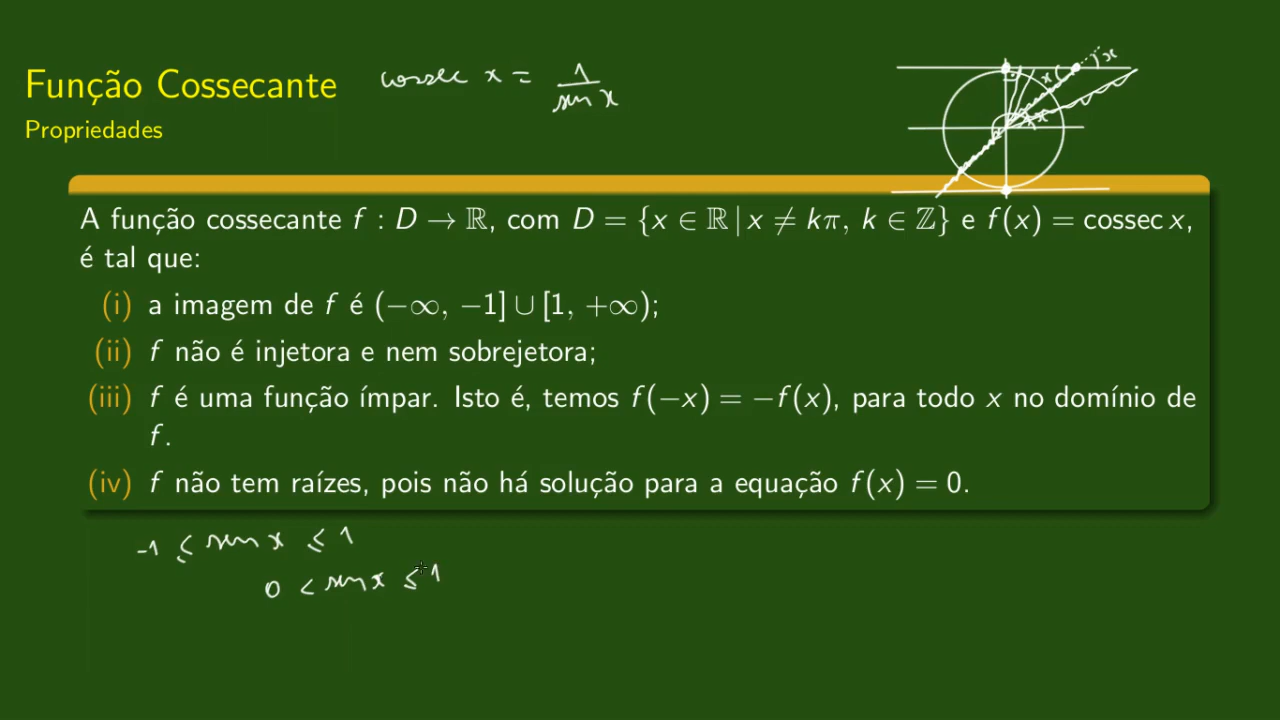 Função Cossecante
cossec x = 1/sen x
Propriedades
x
x
x
A função cossecante f : D → ℝ, com D = {x ∈ ℝ | x ≠ kπ, k ∈ ℤ} e f(x) = cossec x,
é tal que:
(i) a imagem de f é (−∞, −1] ∪ [1, +∞);
(ii) f não é injetora e nem sobrejetora;
(iii) f é uma função ímpar. Isto é, temos f(−x) = −f(x), para todo x no domínio de
f.
(iv) f não tem raízes, pois não há solução para a equação f(x) = 0.
-1 ≤ sen x ≤ 1
0 < sen x ≤ 1